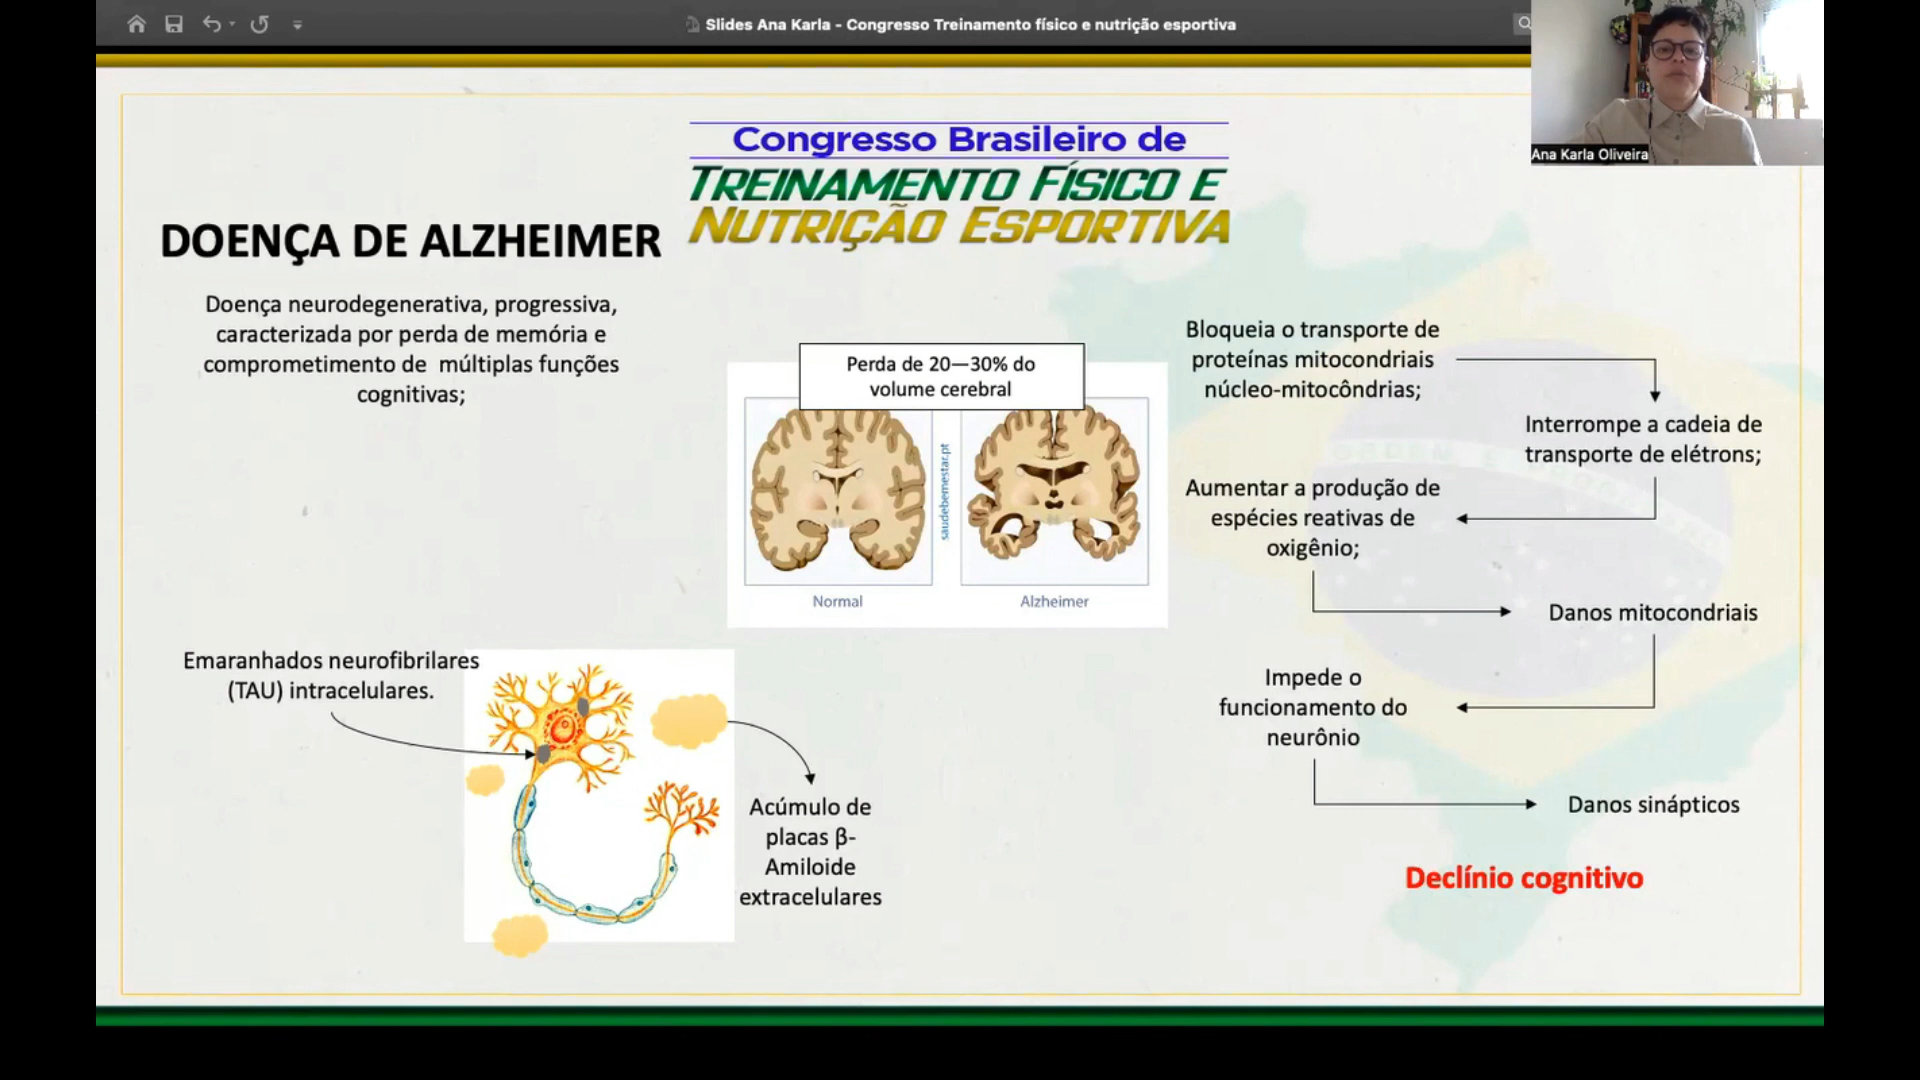 Slides Ana Karla - Congresso Treinamento físico e nutrição esportiva
Ana Karla Oliveira
Congresso Brasileiro de
TREINAMENTO FÍSICO E
NUTRIÇÃO ESPORTIVA
DOENÇA DE ALZHEIMER
Doença neurodegenerativa, progressiva,
caracterizada por perda de memória e
comprometimento de múltiplas funções
cognitivas;
Perda de 20—30% do
volume cerebral
saudebemestar.pt
Normal
Alzheimer
Emaranhados neurofibrilares
(TAU) intracelulares.
Acúmulo de
placas β-
Amiloide
extracelulares
Bloqueia o transporte de
proteínas mitocondriais
núcleo-mitocôndrias;
Interrompe a cadeia de
transporte de elétrons;
Aumentar a produção de
espécies reativas de
oxigênio;
Danos mitocondriais
Impede o
funcionamento do
neurônio
Danos sinápticos
Declínio cognitivo